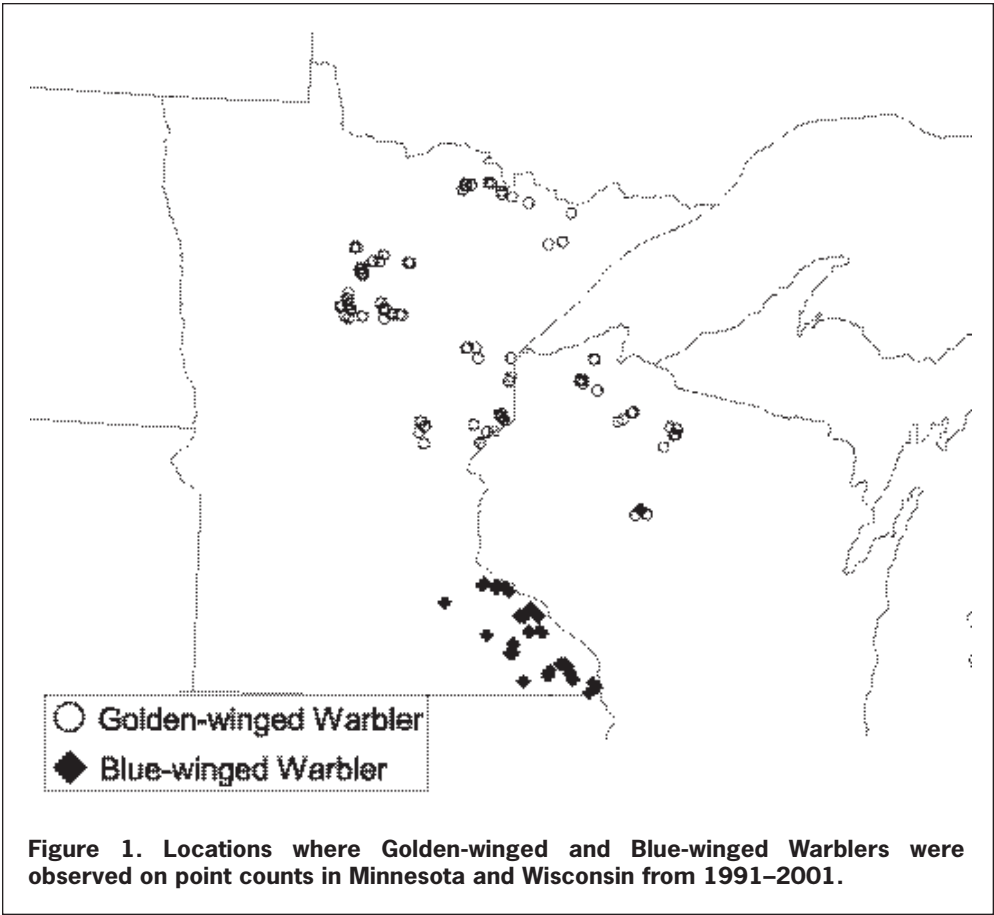 Golden-winged Warbler
Blue-winged Warbler
Figure 1. Locations where Golden-winged and Blue-winged Warblers were
observed on point counts in Minnesota and Wisconsin from 1991–2001.